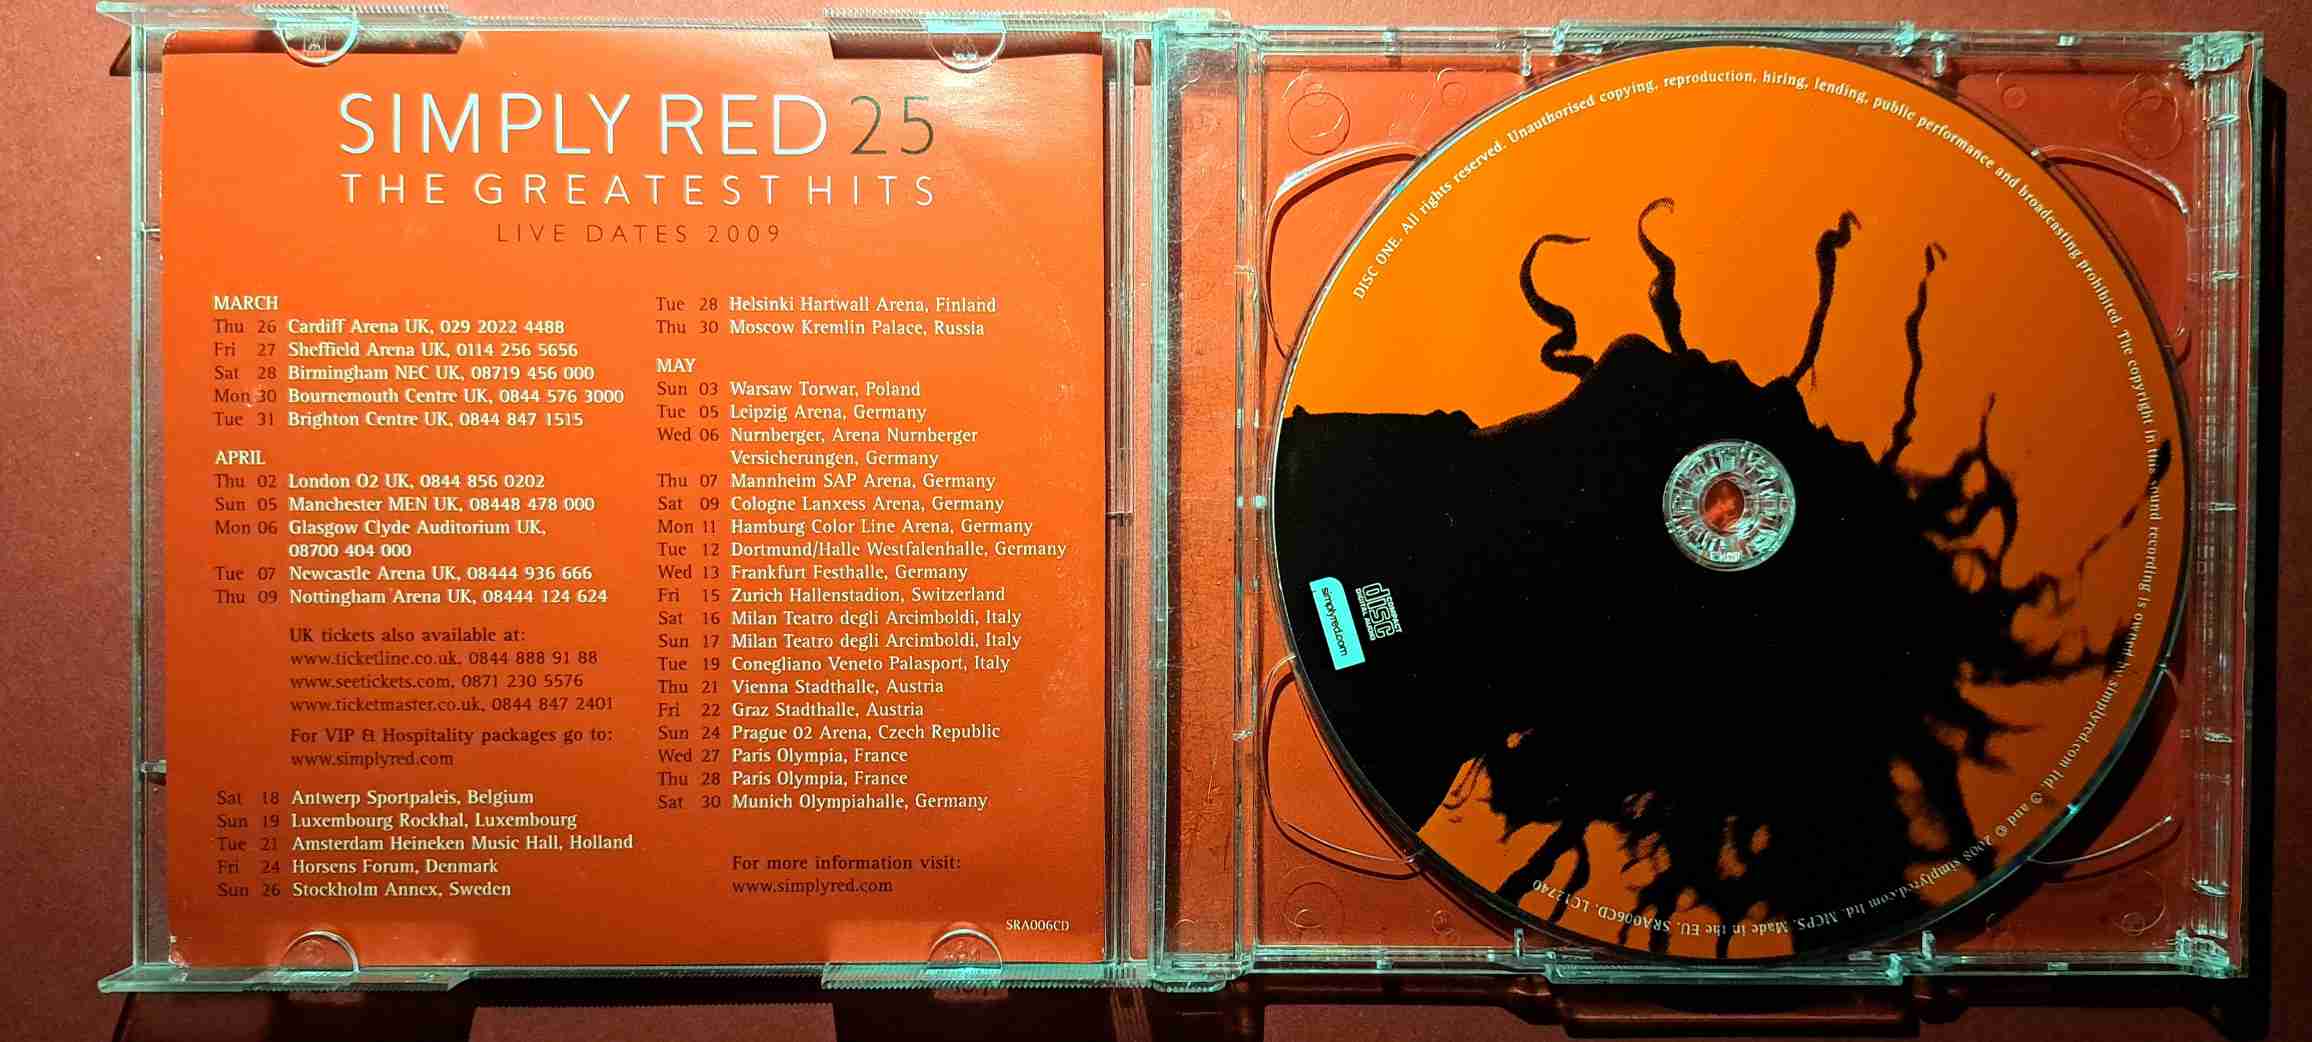 SIMPLY RED 25
THE GREATEST HITS
LIVE DATES 2009
MARCH
Thu 26 Cardiff Arena UK, 029 2022 4488
Fri 27 Sheffield Arena UK, 0114 256 5656
Sat 28 Birmingham NEC UK, 08719 456 000
Mon 30 Bournemouth Centre UK, 0844 576 3000
Tue 31 Brighton Centre UK, 0844 847 1515
APRIL
Thu 02 London O2 UK, 0844 856 0202
Sun 05 Manchester MEN UK, 08448 478 000
Mon 06 Glasgow Clyde Auditorium UK,
08700 404 000
Tue 07 Newcastle Arena UK, 08444 936 666
Thu 09 Nottingham Arena UK, 08444 124 624
UK tickets also available at:
www.ticketline.co.uk, 0844 888 91 88
www.seetickets.com, 0871 230 5576
www.ticketmaster.co.uk, 0844 847 2401
For VIP & Hospitality packages go to:
www.simplyred.com
Sat 18 Antwerp Sportpaleis, Belgium
Sun 19 Luxembourg Rockhal, Luxembourg
Tue 21 Amsterdam Heineken Music Hall, Holland
Fri 24 Horsens Forum, Denmark
Sun 26 Stockholm Annex, Sweden
Tue 28 Helsinki Hartwall Arena, Finland
Thu 30 Moscow Kremlin Palace, Russia
MAY
Sun 03 Warsaw Torwar, Poland
Tue 05 Leipzig Arena, Germany
Wed 06 Nurnberger, Arena Nurnberger
Versicherungen, Germany
Thu 07 Mannheim SAP Arena, Germany
Sat 09 Cologne Lanxess Arena, Germany
Mon 11 Hamburg Color Line Arena, Germany
Tue 12 Dortmund/Halle Westfalenhalle, Germany
Wed 13 Frankfurt Festhalle, Germany
Fri 15 Zurich Hallenstadion, Switzerland
Sat 16 Milan Teatro degli Arcimboldi, Italy
Sun 17 Milan Teatro degli Arcimboldi, Italy
Tue 19 Conegliano Veneto Palasport, Italy
Thu 21 Vienna Stadthalle, Austria
Fri 22 Graz Stadthalle, Austria
Sun 24 Prague O2 Arena, Czech Republic
Wed 27 Paris Olympia, France
Thu 28 Paris Olympia, France
Sat 30 Munich Olympiahalle, Germany
For more information visit:
www.simplyred.com
SRA006CD
DISC ONE. All rights reserved. Unauthorised copying, reproduction, hiring, lending, public performance and broadcasting prohibited. The copyright in this sound recording is owned by simplyred.com ltd. ℗ and © 2008 simplyred.com ltd. MCPS. Made in the EU. SRA006CD. LC12740
simplyred.com
COMPACT
disc
DIGITAL AUDIO